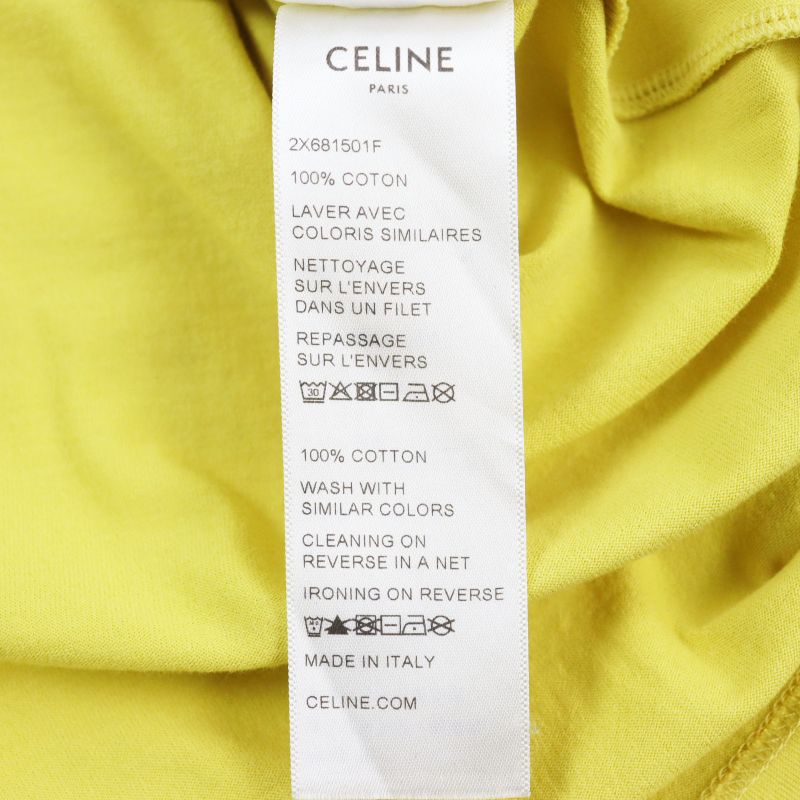 CELINE
PARIS
2X681501F
100% COTON
LAVER AVEC
COLORIS SIMILAIRES
NETTOYAGE
SUR L'ENVERS
DANS UN FILET
REPASSAGE
SUR L'ENVERS
30
100% COTTON
WASH WITH
SIMILAR COLORS
CLEANING ON
REVERSE IN A NET
IRONING ON REVERSE
MADE IN ITALY
CELINE.COM